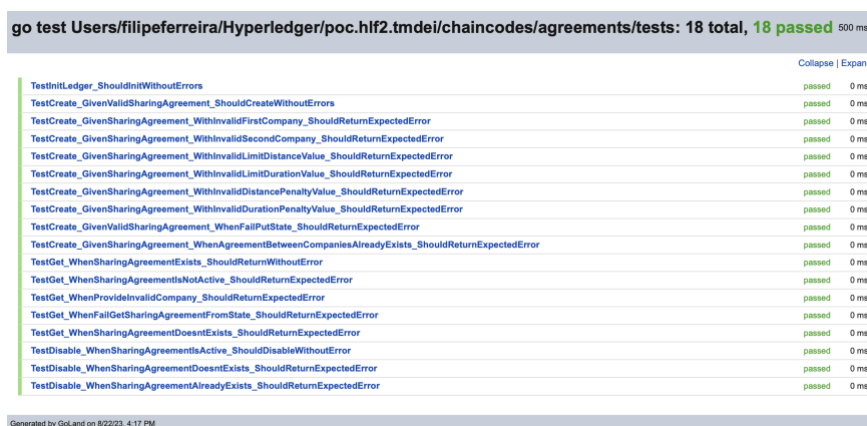 go test Users/filipeferreira/Hyperledger/poc.hlf2.tmdei/chaincodes/agreements/tests: 18 total, 18 passed 500 ms
Collapse | Expan
TestInitLedger_ShouldInitWithoutErrors passed 0 ms
TestCreate_GivenValidSharingAgreement_ShouldCreateWithoutErrors passed 0 ms
TestCreate_GivenSharingAgreement_WithInvalidFirstCompany_ShouldReturnExpectedError passed 0 ms
TestCreate_GivenSharingAgreement_WithInvalidSecondCompany_ShouldReturnExpectedError passed 0 ms
TestCreate_GivenSharingAgreement_WithInvalidLimitDistanceValue_ShouldReturnExpectedError passed 0 ms
TestCreate_GivenSharingAgreement_WithInvalidLimitDurationValue_ShouldReturnExpectedError passed 0 ms
TestCreate_GivenSharingAgreement_WithInvalidDistancePenaltyValue_ShouldReturnExpectedError passed 0 ms
TestCreate_GivenSharingAgreement_WithInvalidDurationPenaltyValue_ShouldReturnExpectedError passed 0 ms
TestCreate_GivenValidSharingAgreement_WhenFailPutState_ShouldReturnExpectedError passed 0 ms
TestCreate_GivenSharingAgreement_WhenAgreementBetweenCompaniesAlreadyExists_ShouldReturnExpectedError passed 0 ms
TestGet_WhenSharingAgreementExists_ShouldReturnWithoutError passed 0 ms
TestGet_WhenSharingAgreementIsNotActive_ShouldReturnExpectedError passed 0 ms
TestGet_WhenProvideInvalidCompany_ShouldReturnExpectedError passed 0 ms
TestGet_WhenFailGetSharingAgreementFromState_ShouldReturnExpectedError passed 0 ms
TestGet_WhenSharingAgreementDoesntExists_ShouldReturnExpectedError passed 0 ms
TestDisable_WhenSharingAgreementIsActive_ShouldDisableWithoutError passed 0 ms
TestDisable_WhenSharingAgreementDoesntExists_ShouldReturnExpectedError passed 0 ms
TestDisable_WhenSharingAgreementAlreadyExists_ShouldReturnExpectedError passed 0 ms
Generated by GoLand on 8/22/23, 4:17 PM